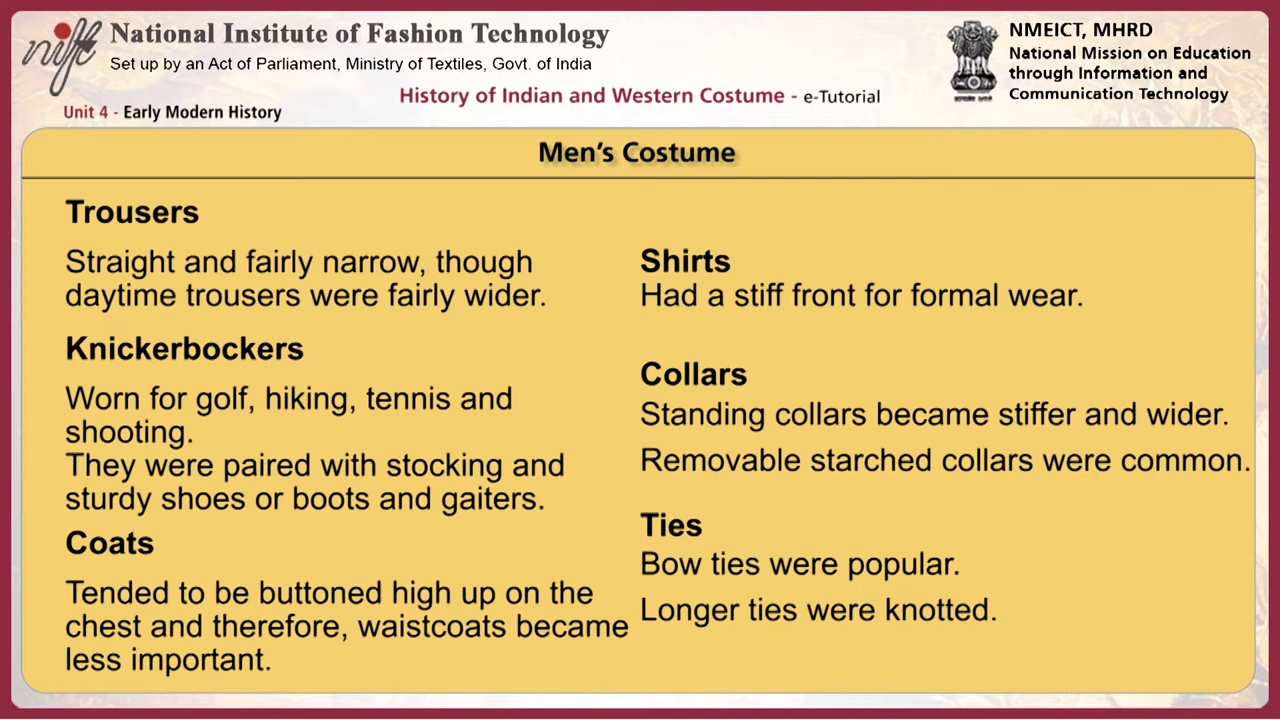 nift
National Institute of Fashion Technology
Set up by an Act of Parliament, Ministry of Textiles, Govt. of India
NMEICT, MHRD
National Mission on Education
through Information and
Communication Technology
History of Indian and Western Costume - e-Tutorial
Unit 4 - Early Modern History
Men's Costume
Trousers
Straight and fairly narrow, though
daytime trousers were fairly wider.
Knickerbockers
Worn for golf, hiking, tennis and
shooting.
They were paired with stocking and
sturdy shoes or boots and gaiters.
Coats
Tended to be buttoned high up on the
chest and therefore, waistcoats became
less important.
Shirts
Had a stiff front for formal wear.
Collars
Standing collars became stiffer and wider.
Removable starched collars were common.
Ties
Bow ties were popular.
Longer ties were knotted.